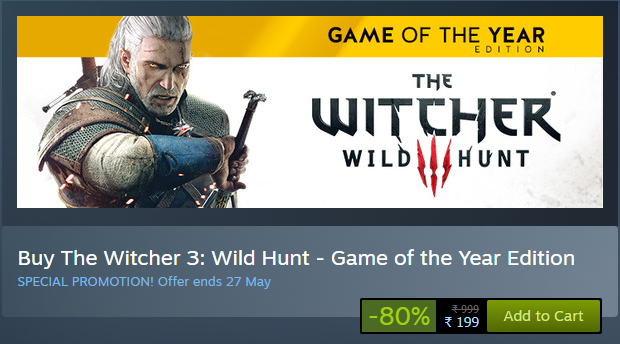 GAME OF THE YEAR
EDITION
THE
WITCHER
WILD HUNT
Buy The Witcher 3: Wild Hunt - Game of the Year Edition
SPECIAL PROMOTION! Offer ends 27 May
-80%
₹ 999
₹ 199
Add to Cart